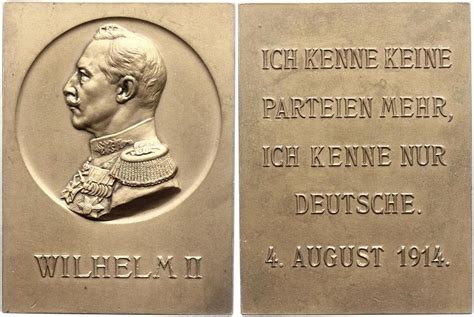 WILHELM II
ICH KENNE KEINE
PARTEIEN MEHR,
ICH KENNE NUR
DEUTSCHE.
4. AUGUST 1914.